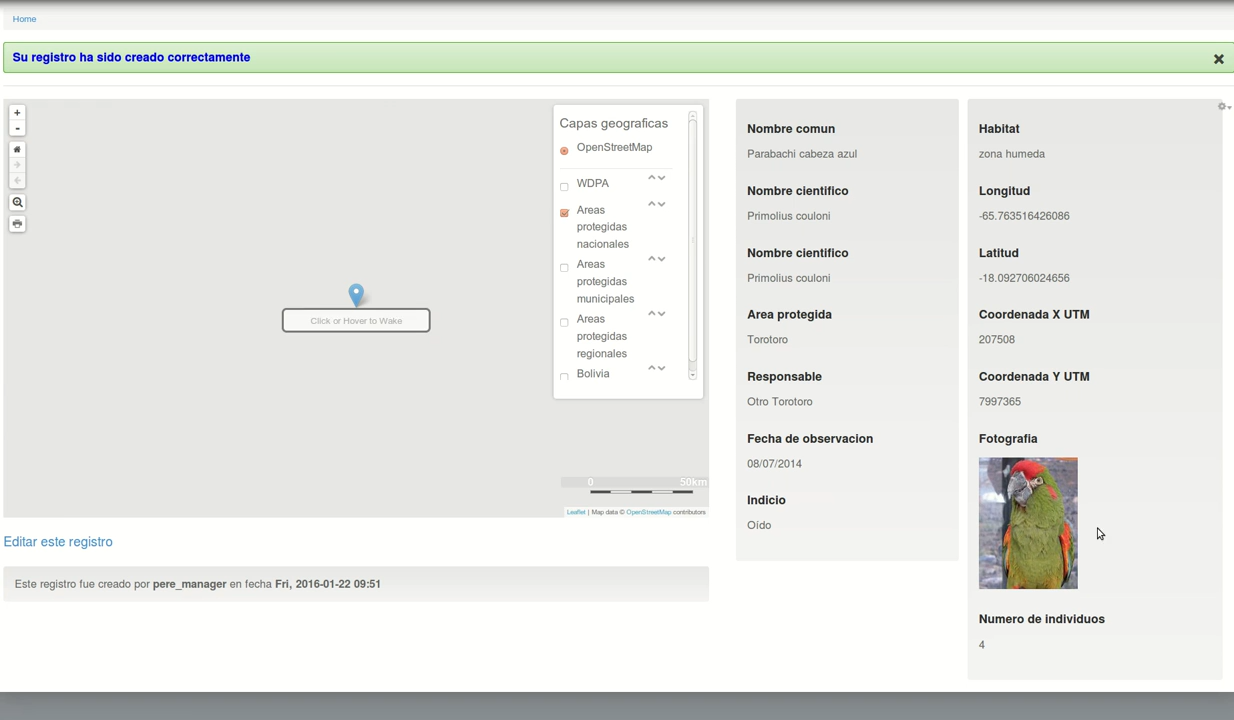 Home
Su registro ha sido creado correctamente
+
-
Capas geograficas
OpenStreetMap
WDPA
Areas
protegidas
nacionales
Areas
protegidas
municipales
Areas
protegidas
regionales
Bolivia
Click or Hover to Wake
0 50km
Leaflet | Map data © OpenStreetMap contributors
Editar este registro
Este registro fue creado por pere_manager en fecha Fri, 2016-01-22 09:51
Nombre comun
Parabachi cabeza azul
Nombre cientifico
Primolius couloni
Nombre cientifico
Primolius couloni
Area protegida
Torotoro
Responsable
Otro Torotoro
Fecha de observacion
08/07/2014
Indicio
Oído
Habitat
zona humeda
Longitud
-65.763516426086
Latitud
-18.092706024656
Coordenada X UTM
207508
Coordenada Y UTM
7997365
Fotografia
Numero de individuos
4